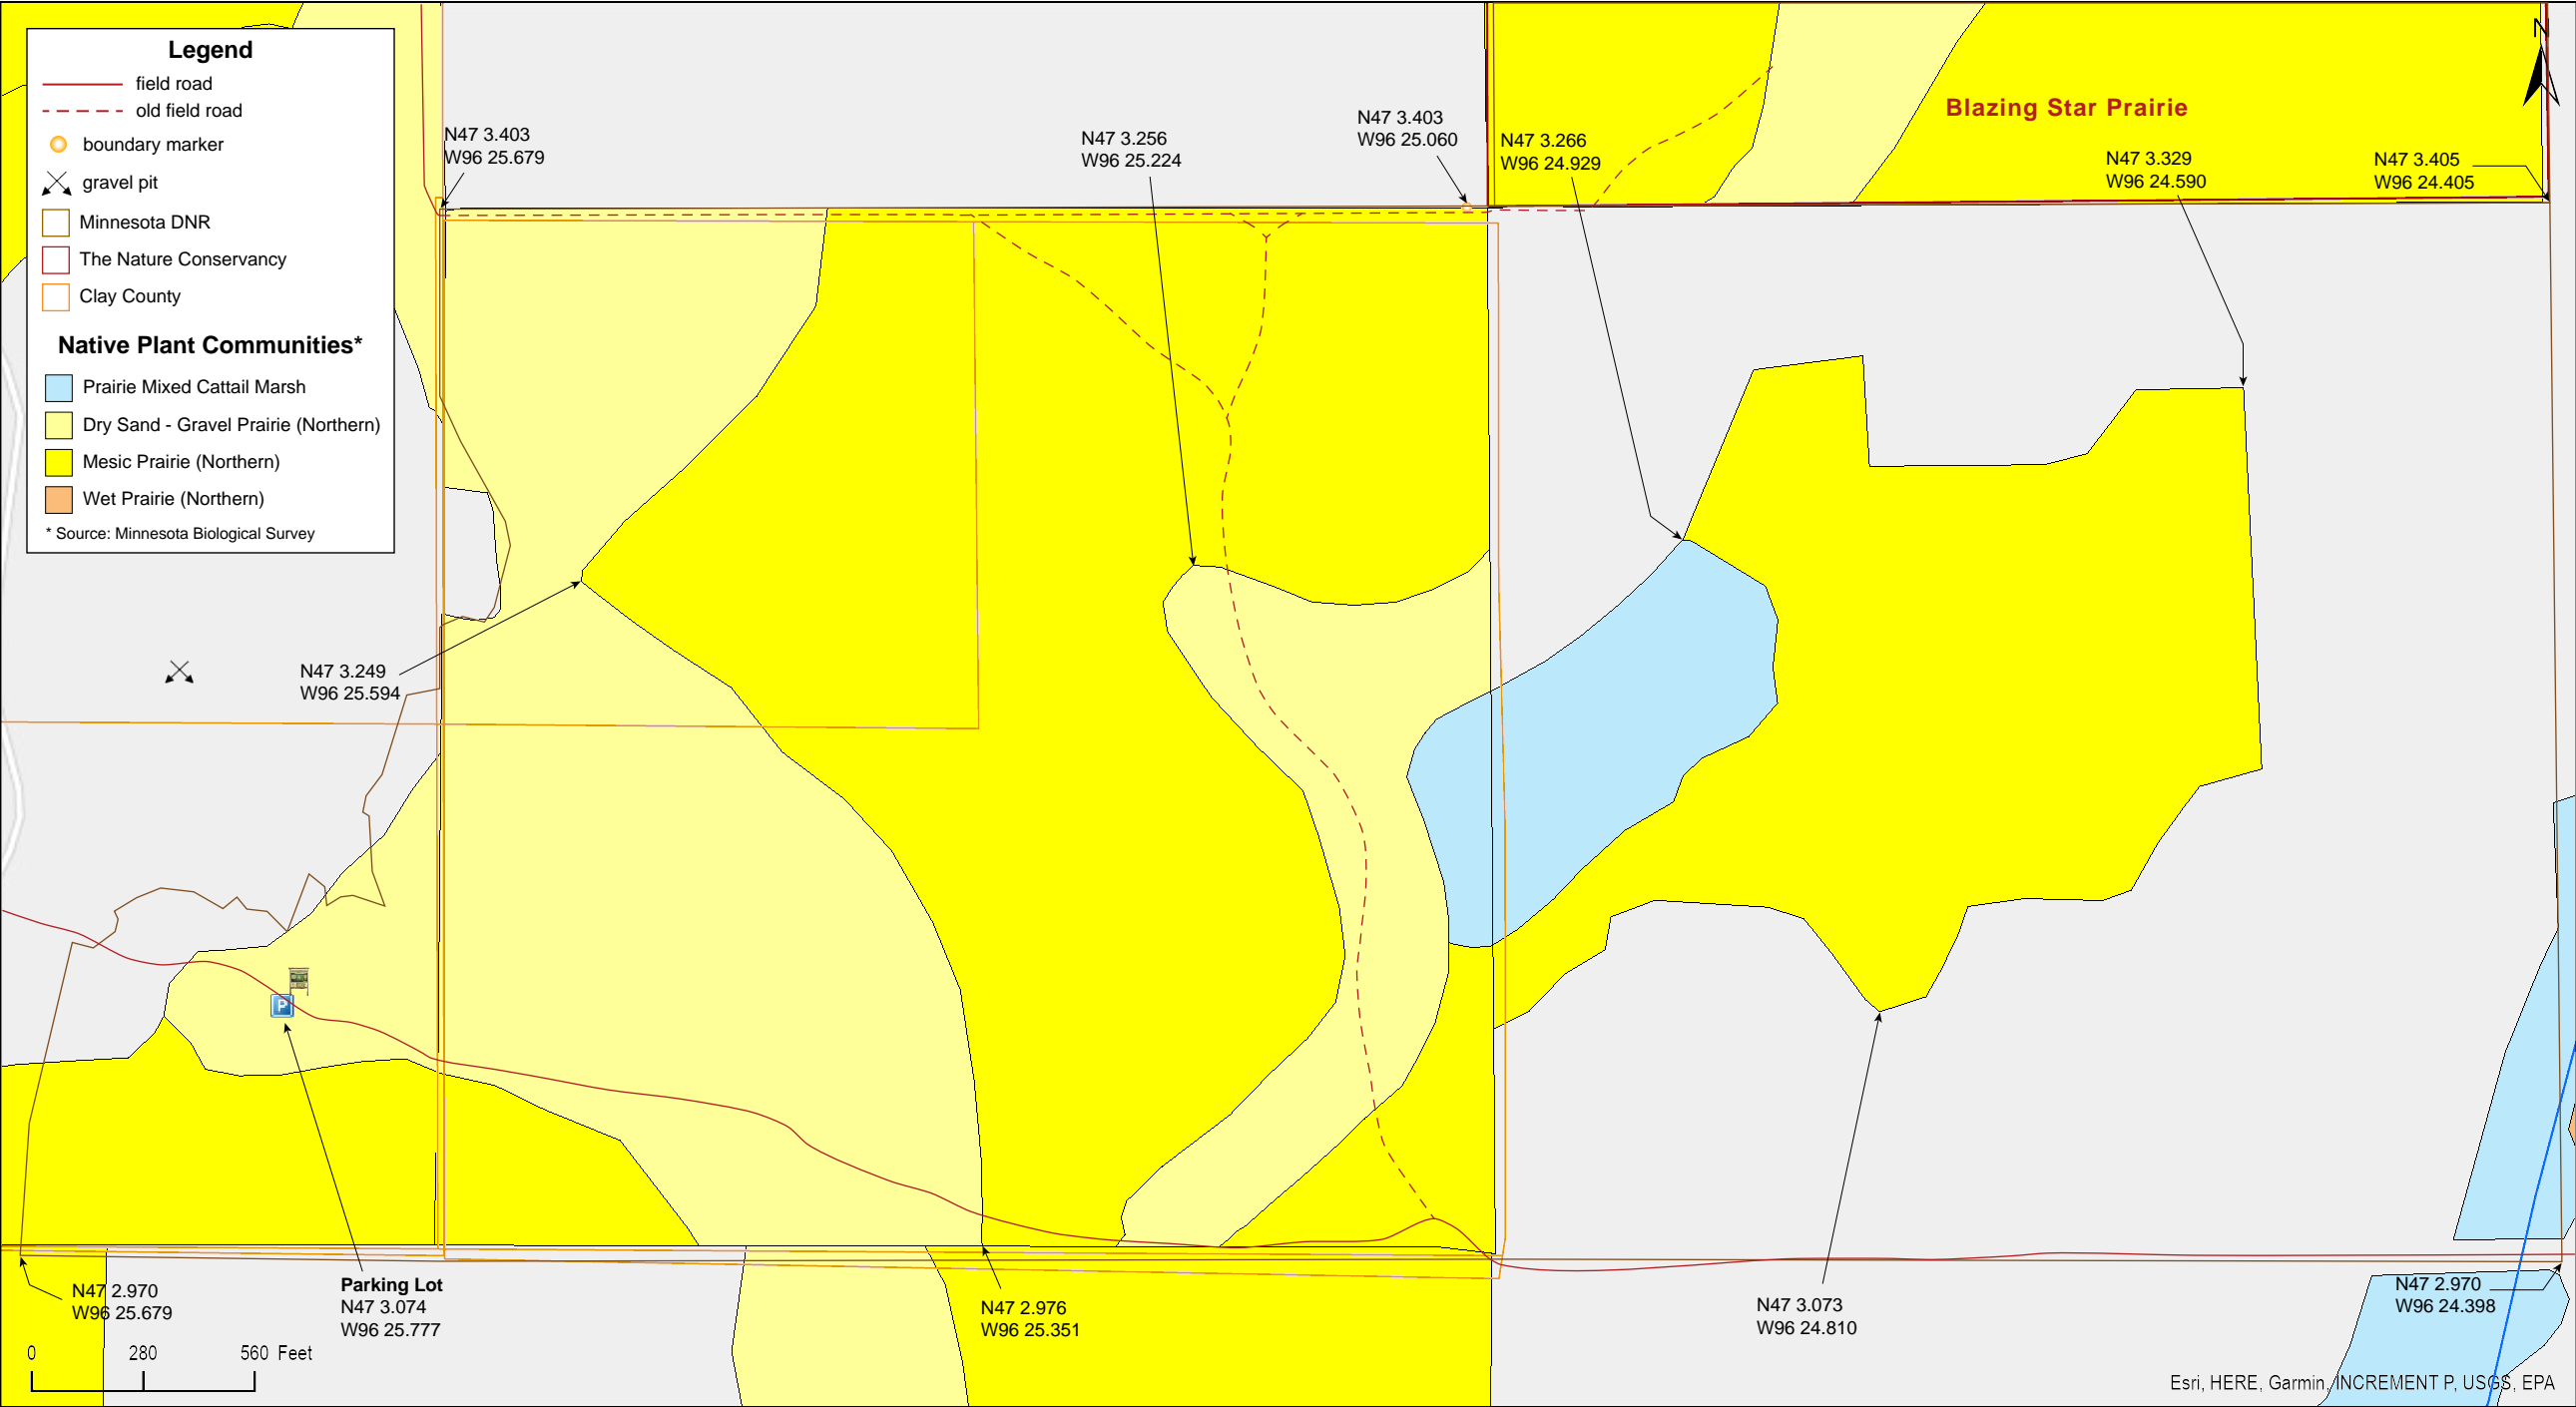 Legend
field road
old field road
boundary marker
gravel pit
Minnesota DNR
The Nature Conservancy
Clay County
Native Plant Communities*
Prairie Mixed Cattail Marsh
Dry Sand - Gravel Prairie (Northern)
Mesic Prairie (Northern)
Wet Prairie (Northern)
* Source: Minnesota Biological Survey
N47 3.403
W96 25.679
N47 3.256
W96 25.224
N47 3.403
W96 25.060
N47 3.266
W96 24.929
Blazing Star Prairie
N47 3.329
W96 24.590
N47 3.405
W96 24.405
N
N47 3.249
W96 25.594
P
N47 2.970
W96 25.679
Parking Lot
N47 3.074
W96 25.777
N47 2.976
W96 25.351
N47 3.073
W96 24.810
N47 2.970
W96 24.398
0 280 560 Feet
Esri, HERE, Garmin, INCREMENT P, USGS, EPA